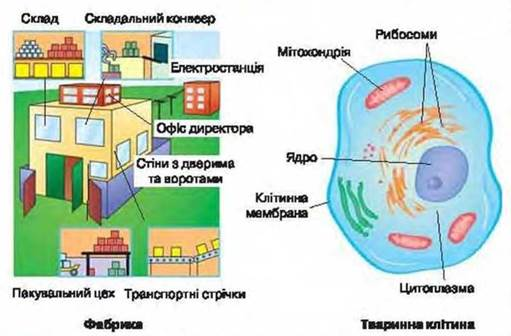 Склад
Складальний конвеєр
Електростанція
Офіс директора
Стіни з дверима
та воротами
Пакувальний цех
Транспортні стрічки
Фабрика
Рибосоми
Мітохондрія
Ядро
Клітинна
мембрана
Цитоплазма
Тваринна клітина